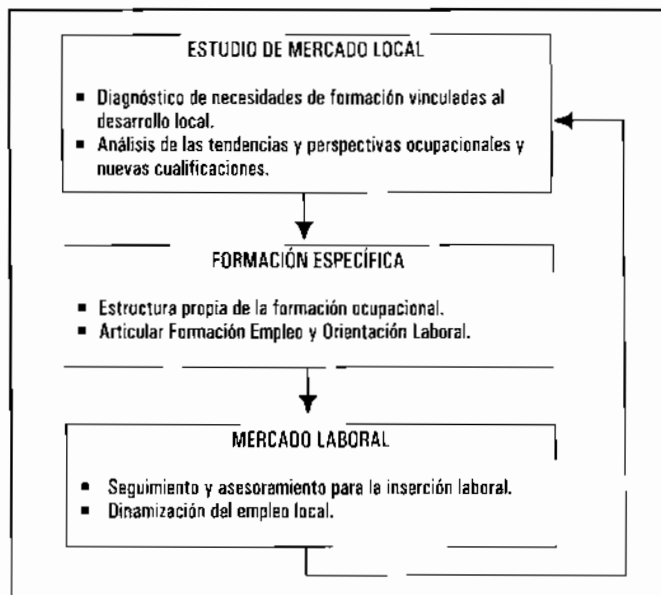 ESTUDIO DE MERCADO LOCAL
▪ Diagnóstico de necesidades de formación vinculadas al
desarrollo local.
▪ Análisis de las tendencias y perspectivas ocupacionales y
nuevas cualificaciones.
FORMACIÓN ESPECÍFICA
▪ Estructura propia de la formación ocupacional.
▪ Articular Formación Empleo y Orientación Laboral.
MERCADO LABORAL
▪ Seguimiento y asesoramiento para la inserción laboral.
▪ Dinamización del empleo local.